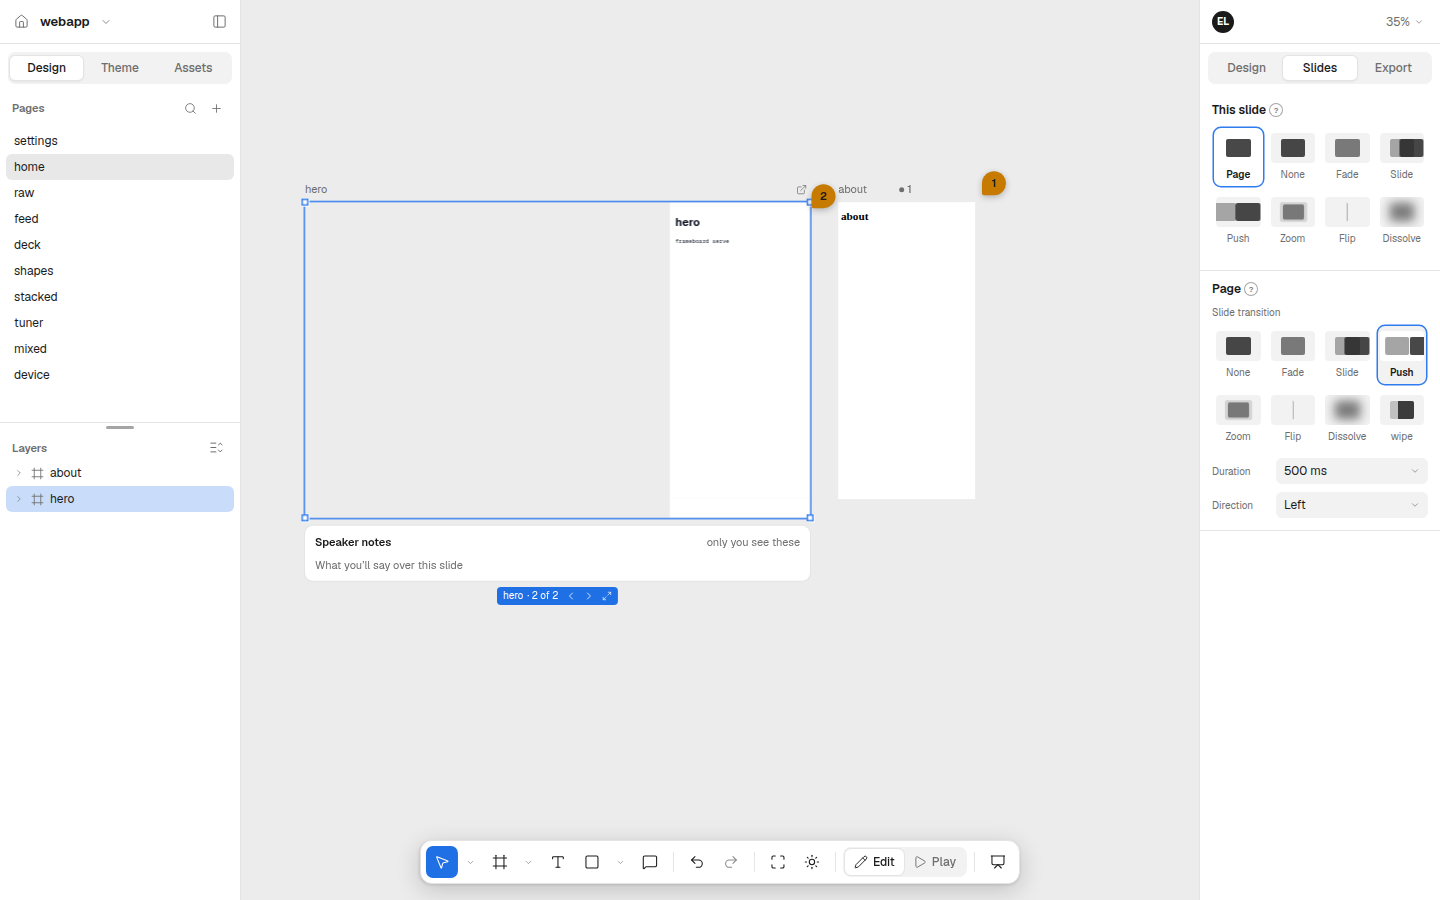 webapp
Design Theme Assets
Pages
settings
home
raw
feed
deck
shapes
stacked
tuner
mixed
device
Layers
about
hero
hero
2
about 1
1
hero
frameboard serve
about
Speaker notes only you see these
What you'll say over this slide
hero · 2 of 2
Edit Play
EL 35%
Design Slides Export
This slide ?
Page None Fade Slide
Push Zoom Flip Dissolve
Page ?
Slide transition
None Fade Slide Push
Zoom Flip Dissolve wipe
Duration 500 ms
Direction Left